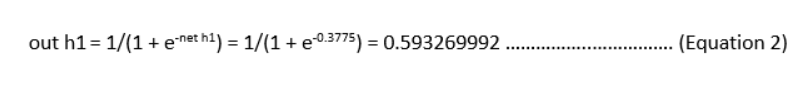 out h1 = 1/(1 + e^-net h1) = 1/(1 + e^-0.3775) = 0.593269992 ................................. (Equation 2)